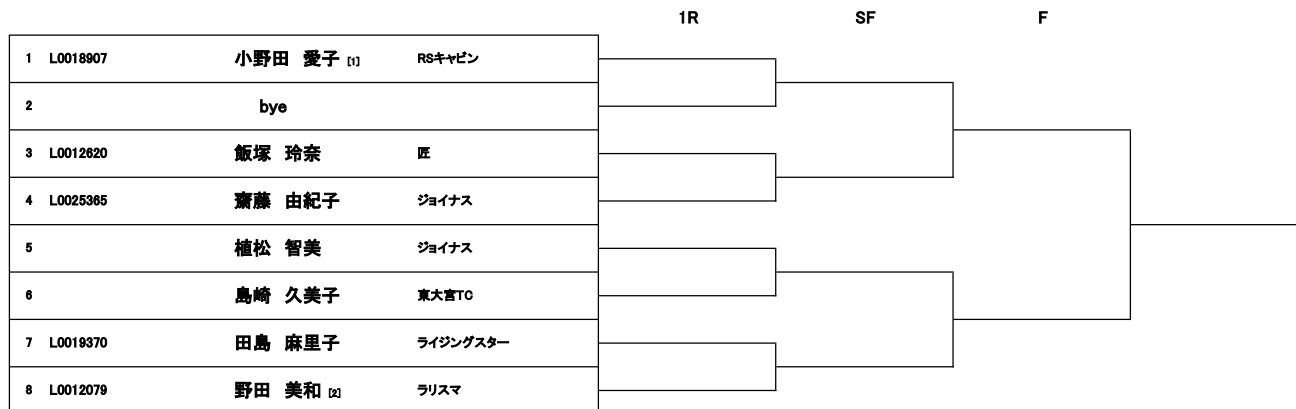 1R SF F
1 L0018907 小野田 愛子 [1] RSキャビン
2 bye
3 L0012620 飯塚 玲奈 匠
4 L0025365 齋藤 由紀子 ジョイナス
5 植松 智美 ジョイナス
6 島崎 久美子 東大宮TC
7 L0019370 田島 麻里子 ライジングスター
8 L0012079 野田 美和 [2] ラリスマ